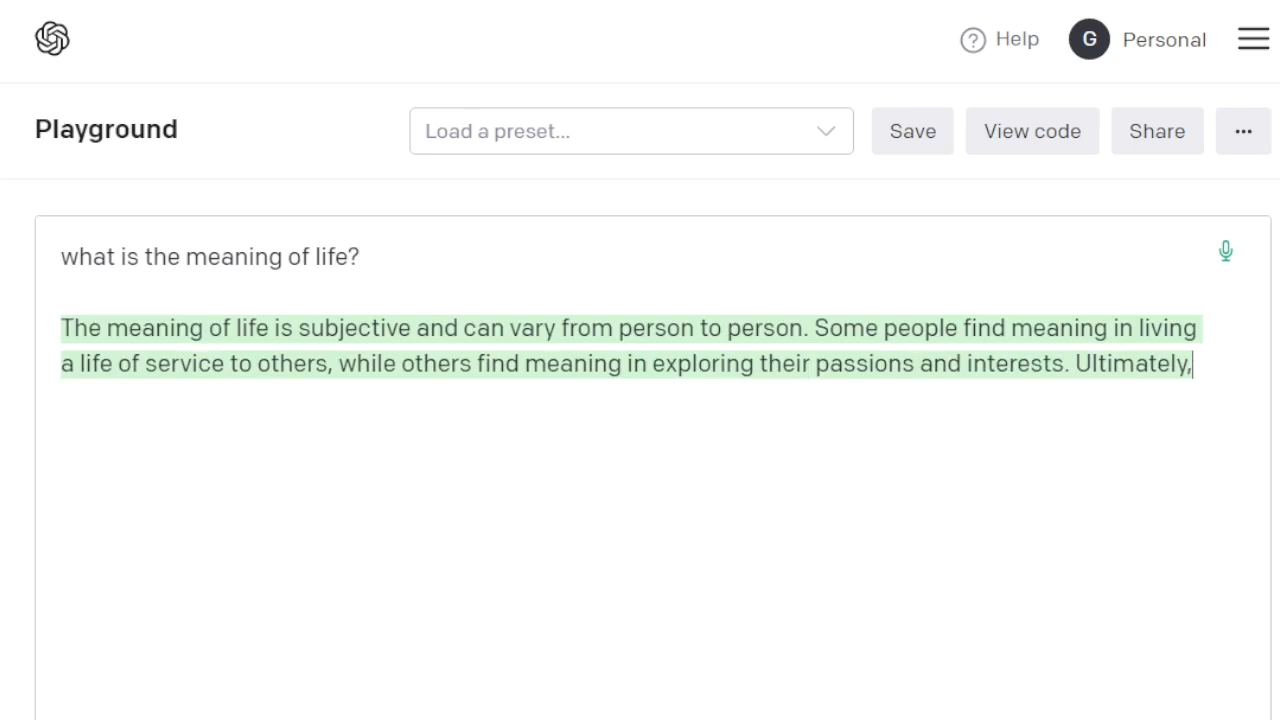 Help
G
Personal
Playground
Load a preset...
Save
View code
Share
...
what is the meaning of life?
The meaning of life is subjective and can vary from person to person. Some people find meaning in living
a life of service to others, while others find meaning in exploring their passions and interests. Ultimately,